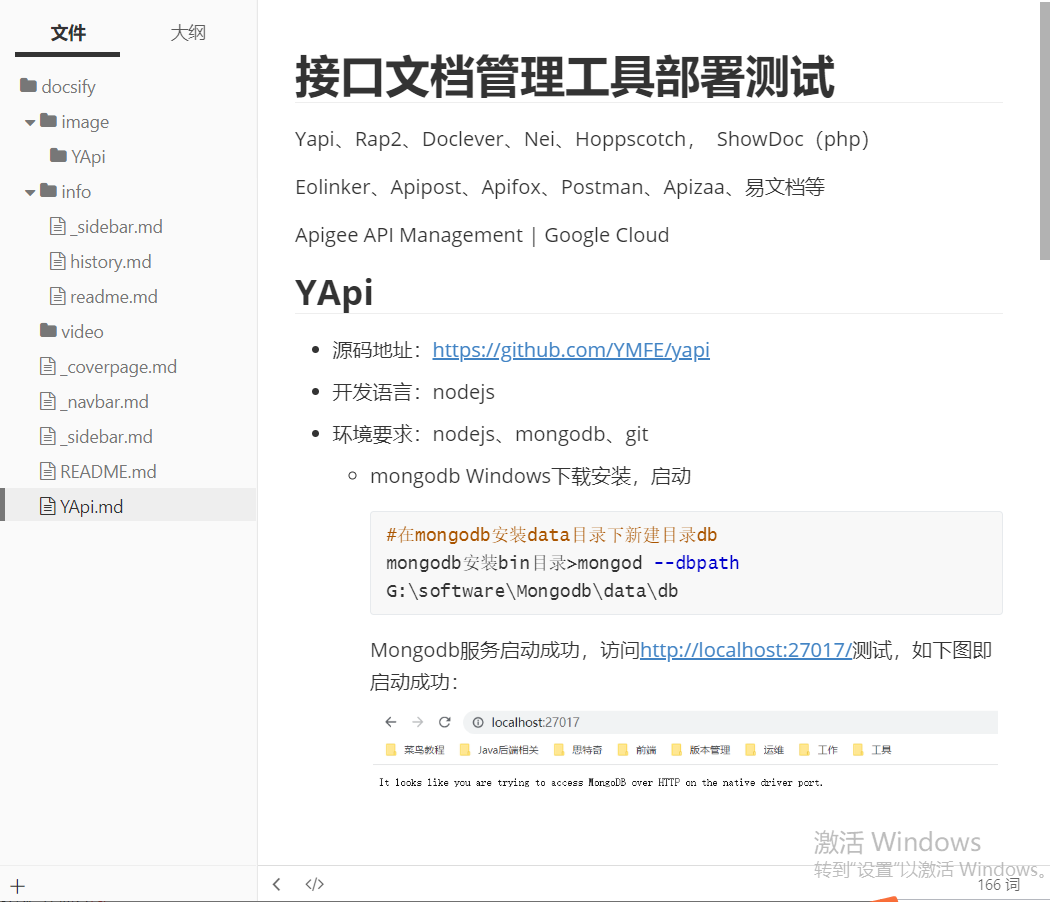 文件
大纲
docsify
image
YApi
info
_sidebar.md
history.md
readme.md
video
_coverpage.md
_navbar.md
_sidebar.md
README.md
YApi.md
接口文档管理工具部署测试
Yapi、Rap2、Doclever、Nei、Hoppscotch， ShowDoc（php）
Eolinker、Apipost、Apifox、Postman、Apizaa、易文档等
Apigee API Management | Google Cloud
YApi
源码地址：https://github.com/YMFE/yapi
开发语言：nodejs
环境要求：nodejs、mongodb、git
mongodb Windows下载安装，启动
#在mongodb安装data目录下新建目录db
mongodb安装bin目录>mongod --dbpath
G:\software\Mongodb\data\db
Mongodb服务启动成功，访问http://localhost:27017/测试，如下图即
启动成功：
localhost:27017
菜鸟教程 Java后端相关 思特奇 前端 版本管理 运维 工作 工具
It looks like you are trying to access MongoDB over HTTP on the native driver port.
激活 Windows
转到“设置”以激活 Windows。
166 词